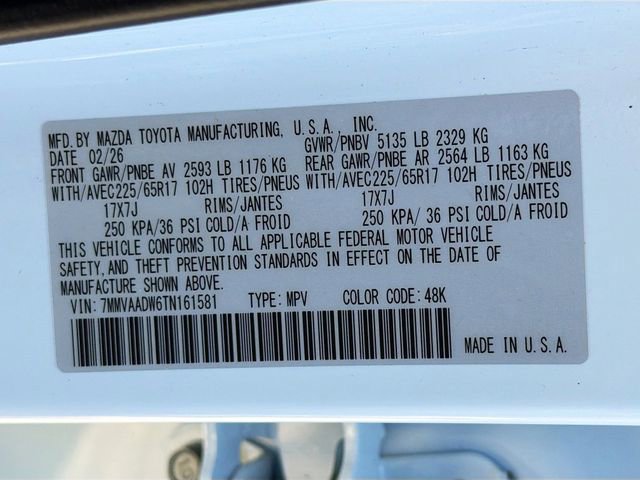 MFD. BY MAZDA TOYOTA MANUFACTURING, U.S.A. INC.
DATE 02/26 GVWR/PNBV 5135 LB 2329 KG
FRONT GAWR/PNBE AV 2593 LB 1176 KG REAR GAWR/PNBE AR 2564 LB 1163 KG
WITH/AVEC225/65R17 102H TIRES/PNEUS WITH/AVEC225/65R17 102H TIRES/PNEUS
17X7J RIMS/JANTES 17X7J RIMS/JANTES
250 KPA/36 PSI COLD/A FROID 250 KPA/ 36 PSI COLD/A FROID
THIS VEHICLE CONFORMS TO ALL APPLICABLE FEDERAL MOTOR VEHICLE
SAFETY,AND THEFT PREVENTION STANDARDS IN EFFECT ON THE DATE OF
MANUFACTURE SHOWN ABOVE.
VIN: 7MMVAADW6TN161581 TYPE: MPV COLOR CODE: 48K
MADE IN U.S.A.